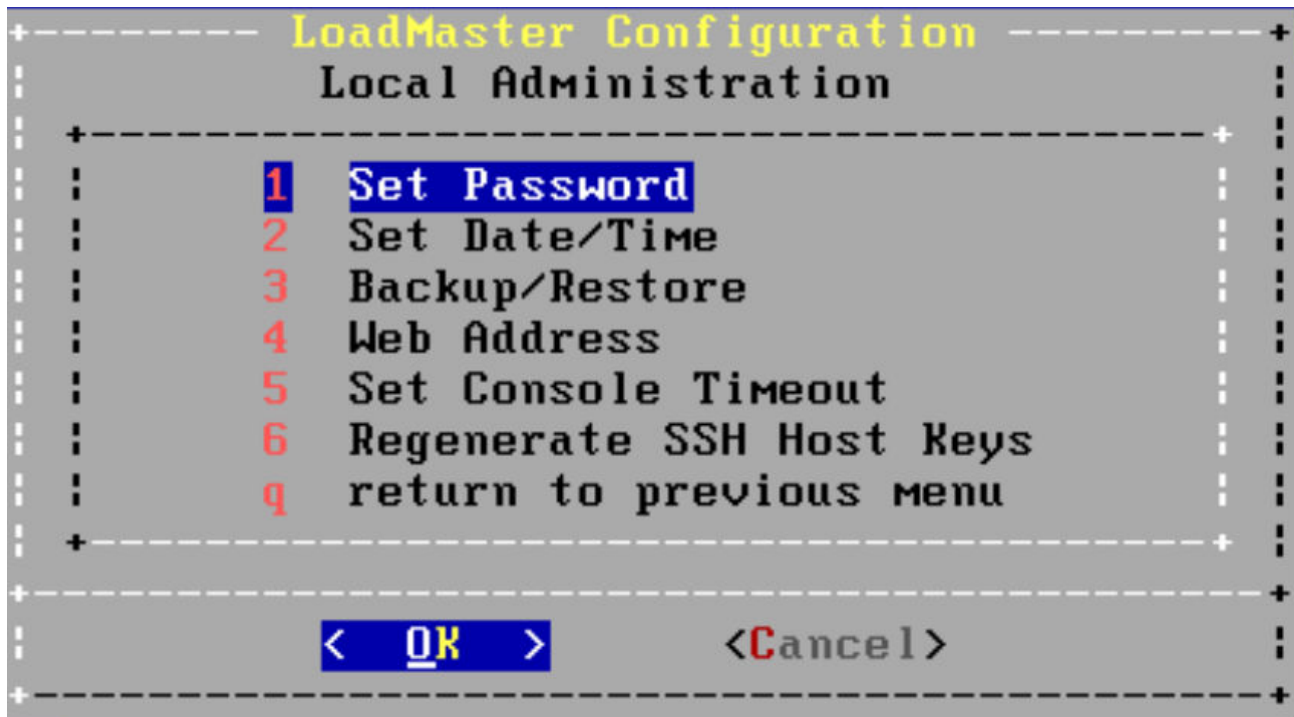 LoadMaster Configuration
Local Administration
1 Set Password
2 Set Date/Time
3 Backup/Restore
4 Web Address
5 Set Console Timeout
6 Regenerate SSH Host Keys
q return to previous menu
< OK > <Cancel>